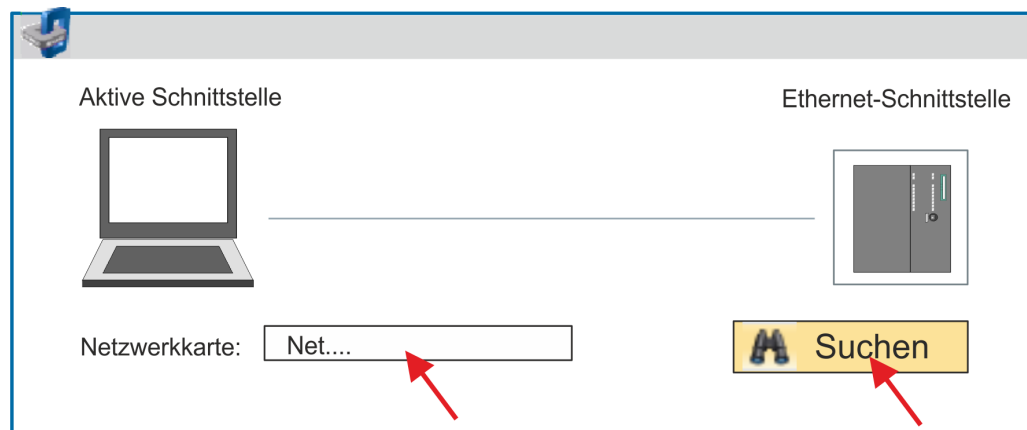 Aktive Schnittstelle
Ethernet-Schnittstelle
Netzwerkkarte:
Net....
Suchen